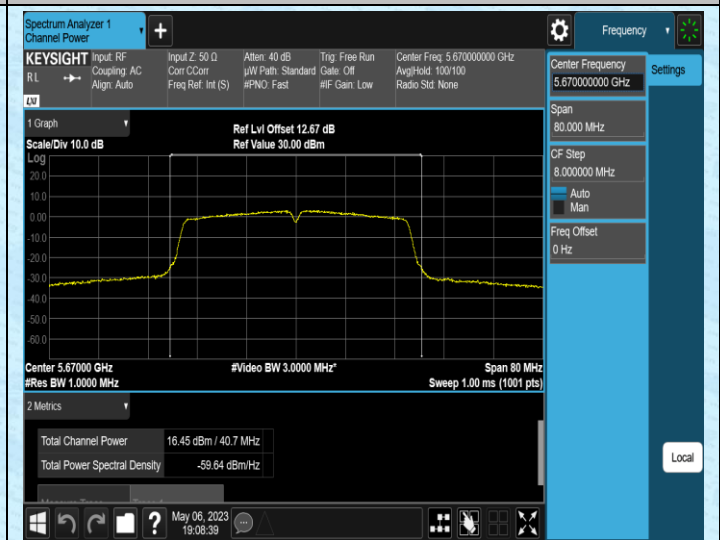 Spectrum Analyzer 1
Channel Power
+
Frequency
KEYSIGHT
R L
LXI
Input: RF
Coupling: AC
Align: Auto
Input Z: 50 Ω
Corr CCorr
Freq Ref: Int (S)
Atten: 40 dB
µW Path: Standard
#PNO: Fast
Trig: Free Run
Gate: Off
#IF Gain: Low
Center Freq: 5.670000000 GHz
Avg|Hold: 100/100
Radio Std: None
Center Frequency
5.670000000 GHz
Settings
Span
80.000 MHz
CF Step
8.000000 MHz
Auto
Man
Freq Offset
0 Hz
Local
1 Graph
Scale/Div 10.0 dB
Ref Lvl Offset 12.67 dB
Ref Value 30.00 dBm
Log
20.0
10.0
0.00
-10.0
-20.0
-30.0
-40.0
-50.0
-60.0
Center 5.67000 GHz
#Video BW 3.0000 MHz*
Span 80 MHz
#Res BW 1.0000 MHz
Sweep 1.00 ms (1001 pts)
2 Metrics
Total Channel Power 16.45 dBm / 40.7 MHz
Total Power Spectral Density -59.64 dBm/Hz
?
May 06, 2023
19:08:39